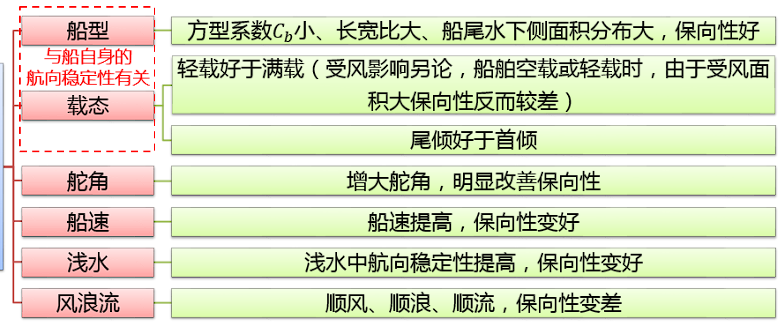 船型
方型系数C_b小、长宽比大、船尾水下侧面积分布大，保向性好
与船自身的
航向稳定性有关
载态
轻载好于满载（受风影响另论，船舶空载或轻载时，由于受风面
积大保向性反而较差）
尾倾好于首倾
舵角
增大舵角，明显改善保向性
船速
船速提高，保向性变好
浅水
浅水中航向稳定性提高，保向性变好
风浪流
顺风、顺浪、顺流，保向性变差